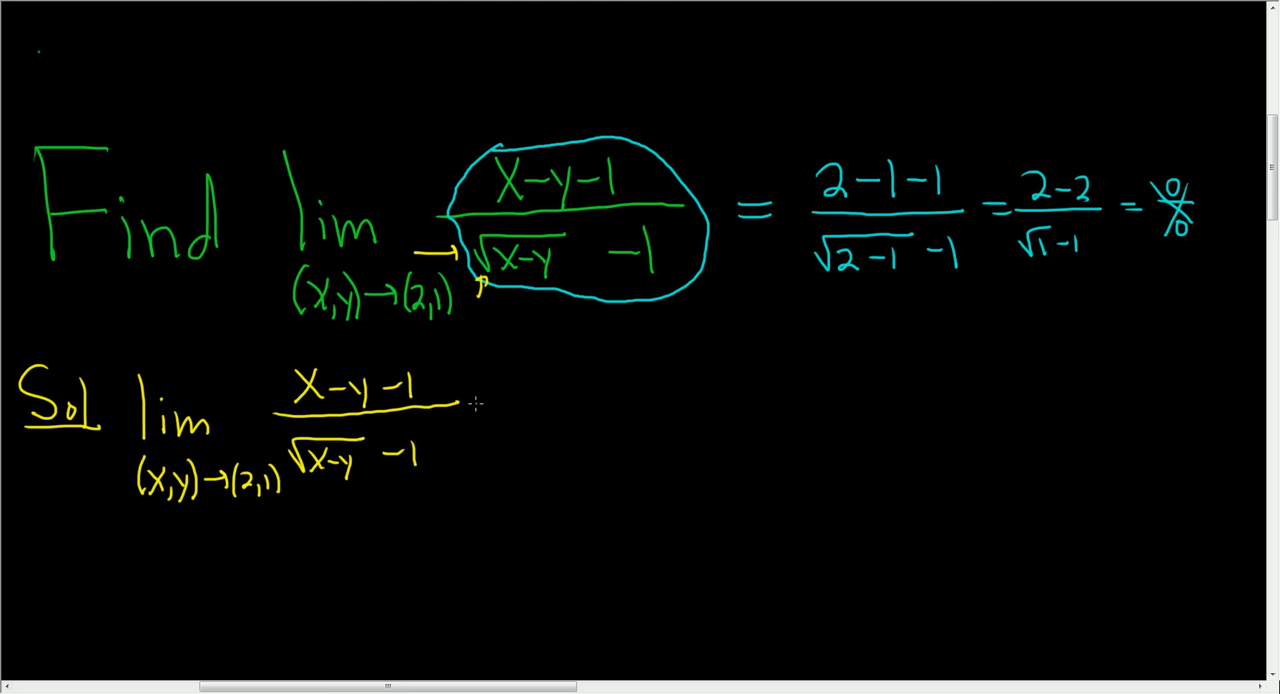 Find lim (x,y)→(2,1) (x-y-1)/(√(x-y) -1) = (2-1-1)/(√(2-1) -1) = (2-2)/(√1-1) = 0/0
Sol lim (x,y)→(2,1) (x-y-1)/(√(x-y) -1)